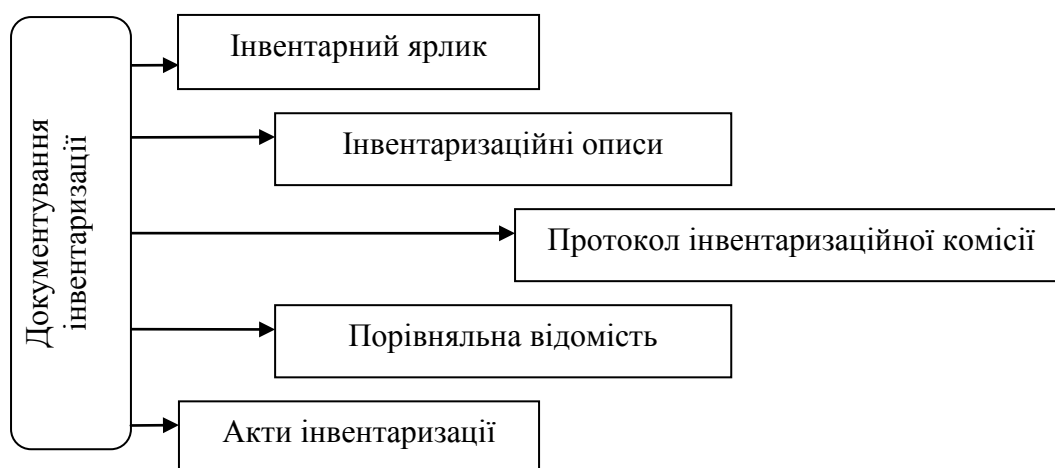 Документування
інвентаризації
Інвентарний ярлик
Інвентаризаційні описи
Протокол інвентаризаційної комісії
Порівняльна відомість
Акти інвентаризації